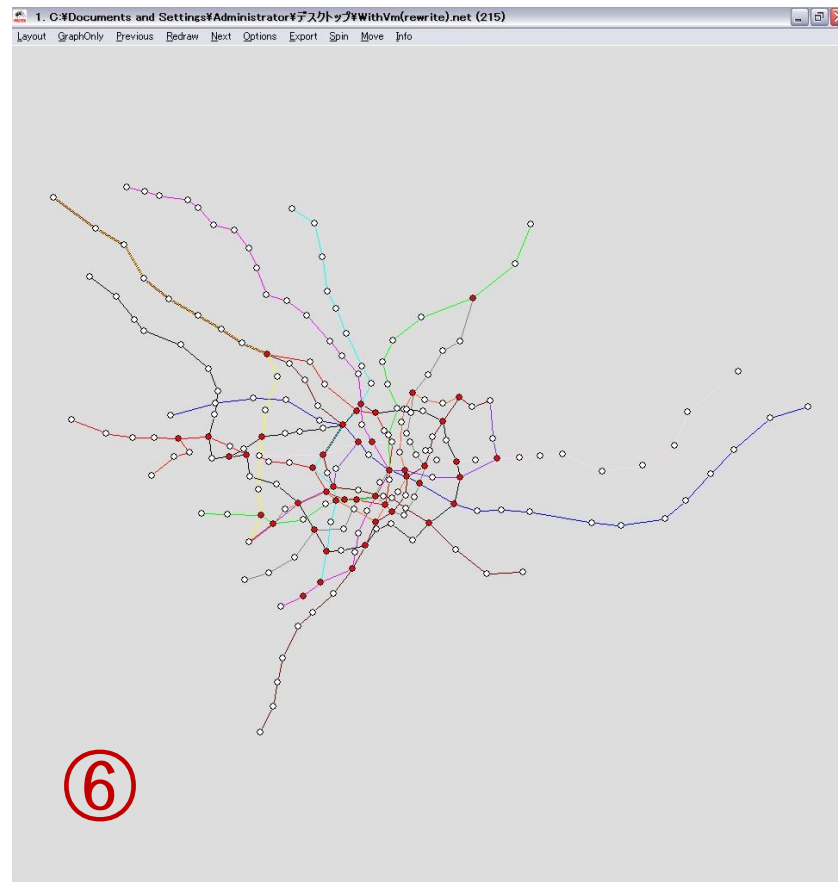 1. C:¥Documents and Settings¥Administrator¥デスクトップ¥WithVm(rewrite).net (215)
Layout GraphOnly Previous Redraw Next Options Export Spin Move Info
⑥